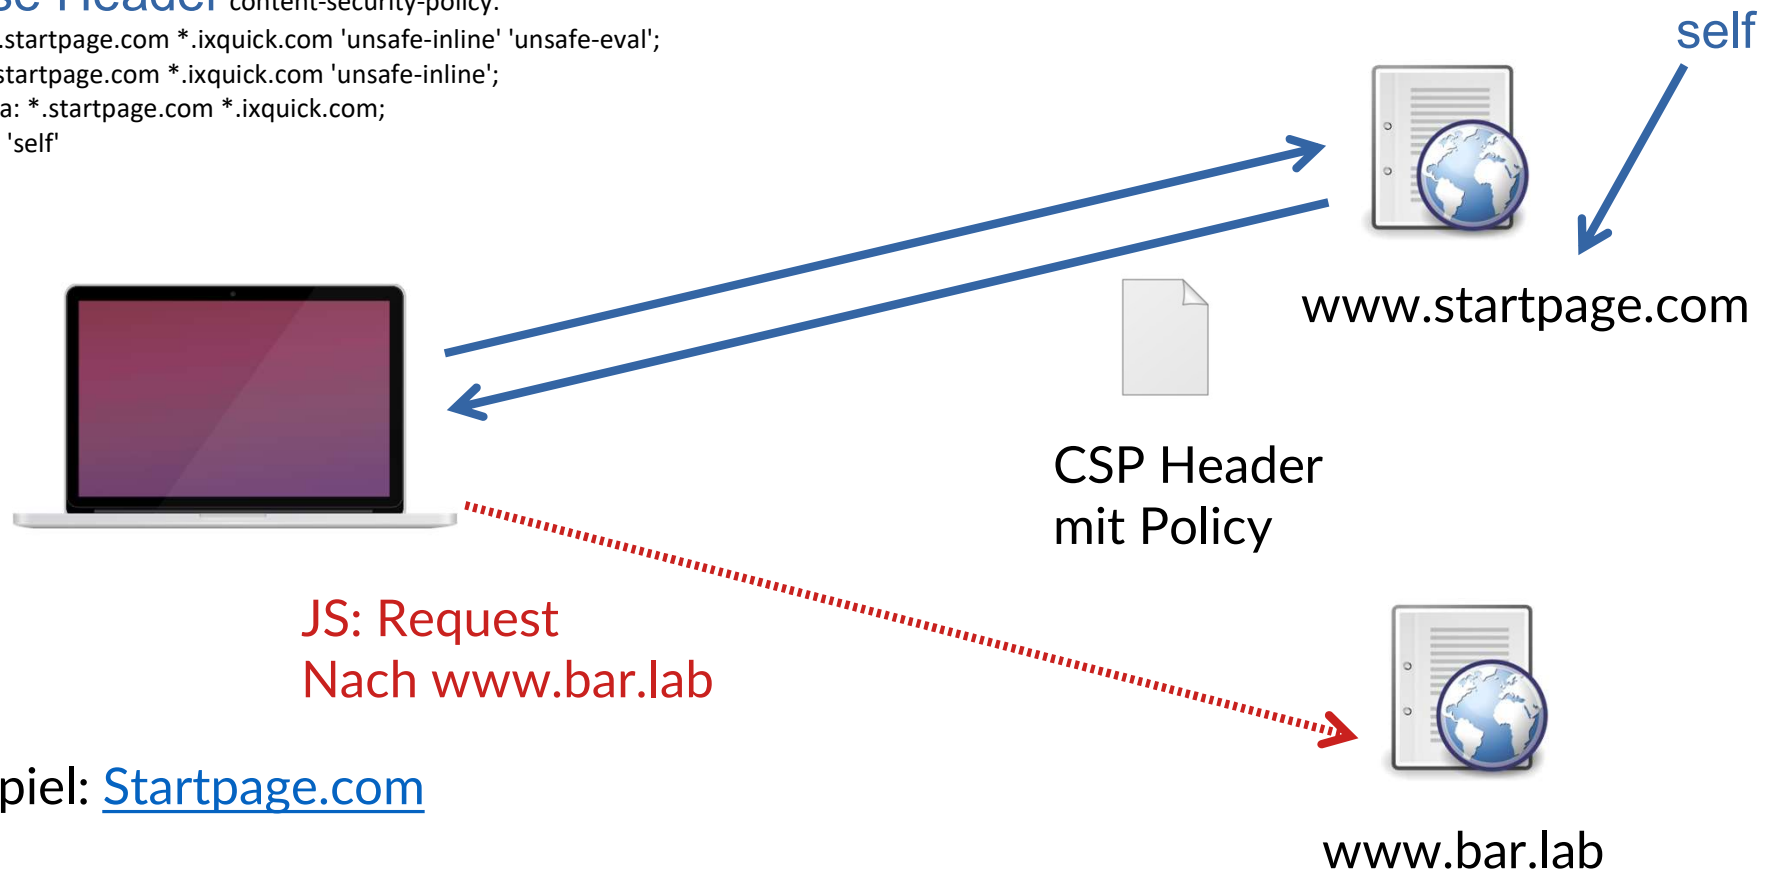 se Header content-security-policy:
.startpage.com *.ixquick.com 'unsafe-inline' 'unsafe-eval';
startpage.com *.ixquick.com 'unsafe-inline';
a: *.startpage.com *.ixquick.com;
'self'
self
www.startpage.com
CSP Header
mit Policy
JS: Request
Nach www.bar.lab
piel: Startpage.com
www.bar.lab